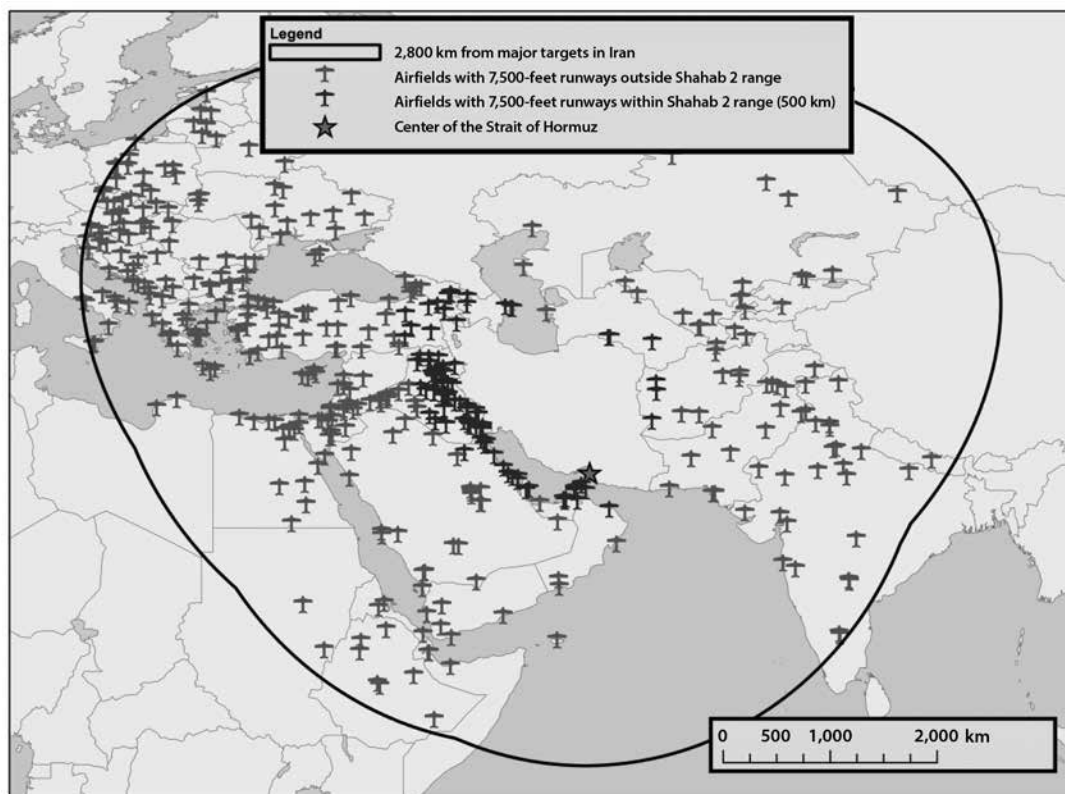 Legend
2,800 km from major targets in Iran
Airfields with 7,500-feet runways outside Shahab 2 range
Airfields with 7,500-feet runways within Shahab 2 range (500 km)
Center of the Strait of Hormuz
0 500 1,000 2,000 km